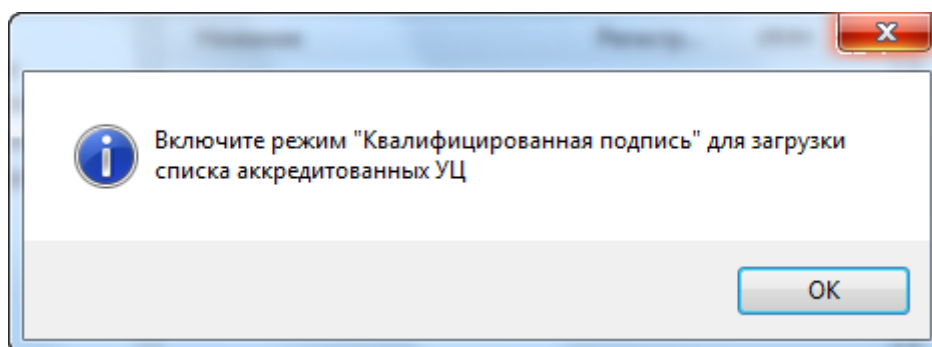 Включите режим "Квалифицированная подпись" для загрузки
списка аккредитованных УЦ
OK